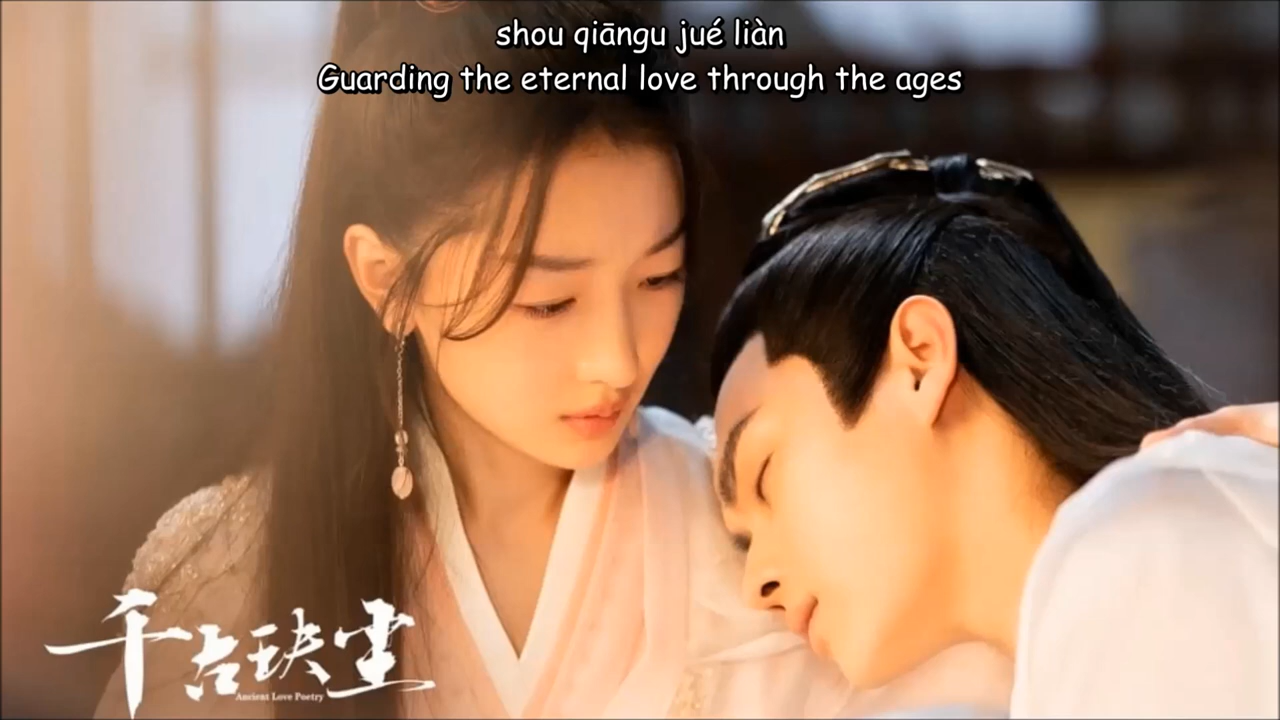 shou qiāngu jué liàn
Guarding the eternal love through the ages
千古玦尘
Ancient Love Poetry